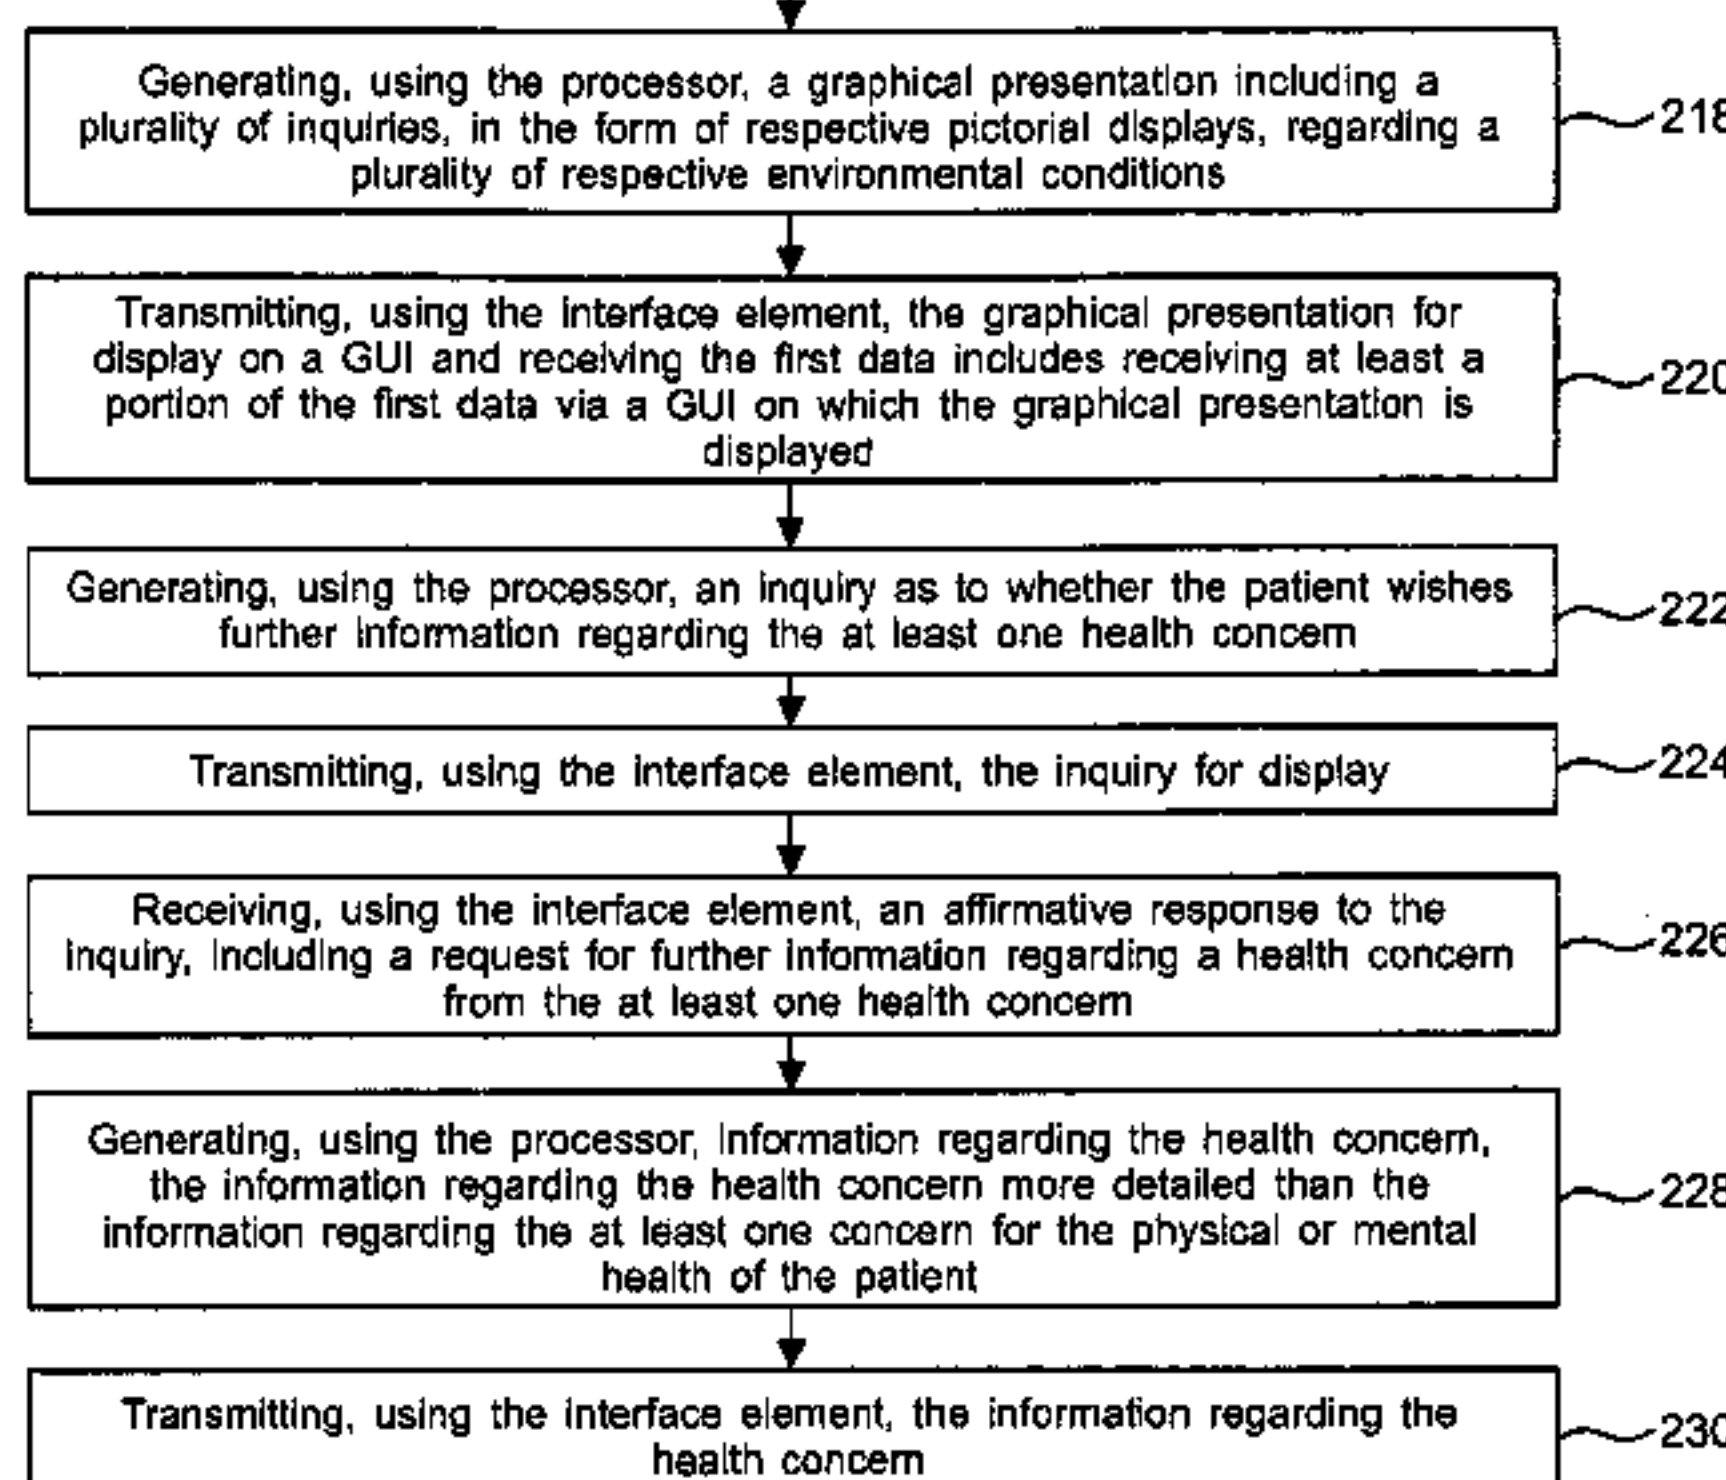 Generating, using the processor, a graphical presentation including a
plurality of inquiries, in the form of respective pictorial displays, regarding a
plurality of respective environmental conditions
218
Transmitting, using the interface element, the graphical presentation for
display on a GUI and receiving the first data includes receiving at least a
portion of the first data via a GUI on which the graphical presentation is
displayed
220
Generating, using the processor, an inquiry as to whether the patient wishes
further information regarding the at least one health concern
222
Transmitting, using the interface element, the inquiry for display
224
Receiving, using the interface element, an affirmative response to the
inquiry, including a request for further information regarding a health concern
from the at least one health concern
226
Generating, using the processor, information regarding the health concern,
the information regarding the health concern more detailed than the
information regarding the at least one concern for the physical or mental
health of the patient
228
Transmitting, using the interface element, the information regarding the
health concern
230